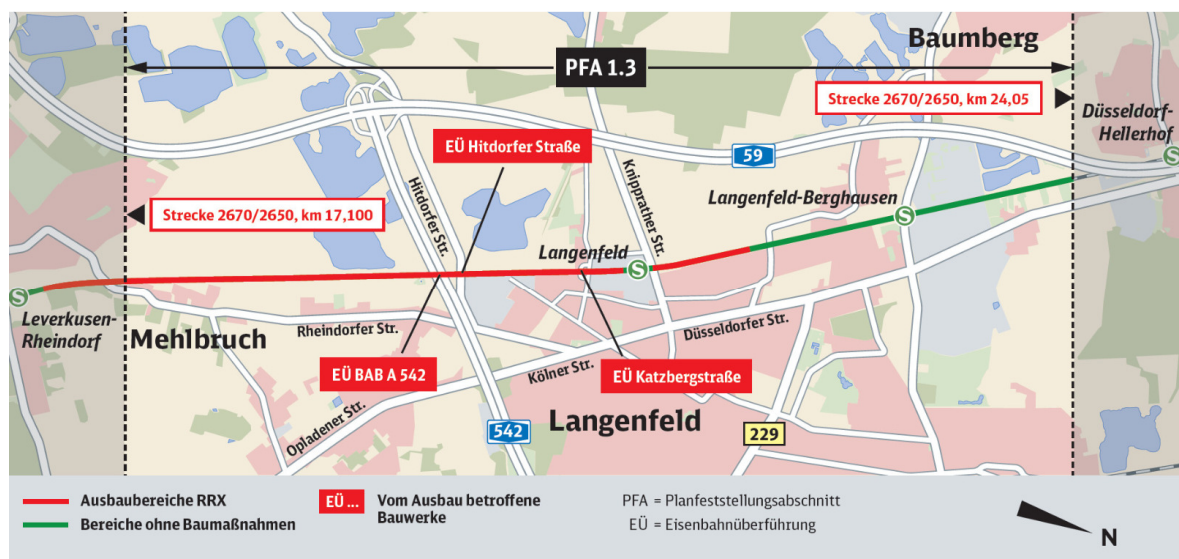 Baumberg
PFA 1.3
Strecke 2670/2650, km 24,05
Düsseldorf-
Hellerhof
EÜ Hitdorfer Straße
59
Knipprather Str.
Hitdorfer Str.
Langenfeld-Berghausen
Strecke 2670/2650, km 17,100
Langenfeld
S
S
S
S
Leverkusen-
Rheindorf
Mehlbruch
Rheindorfer Str.
Düsseldorfer Str.
EÜ BAB A 542
Kölner Str.
EÜ Katzbergstraße
Opladener Str.
542
Langenfeld
229
Ausbaubereiche RRX
Bereiche ohne Baumaßnahmen
EÜ ...
Vom Ausbau betroffene
Bauwerke
PFA = Planfeststellungsabschnitt
EÜ = Eisenbahnüberführung
N